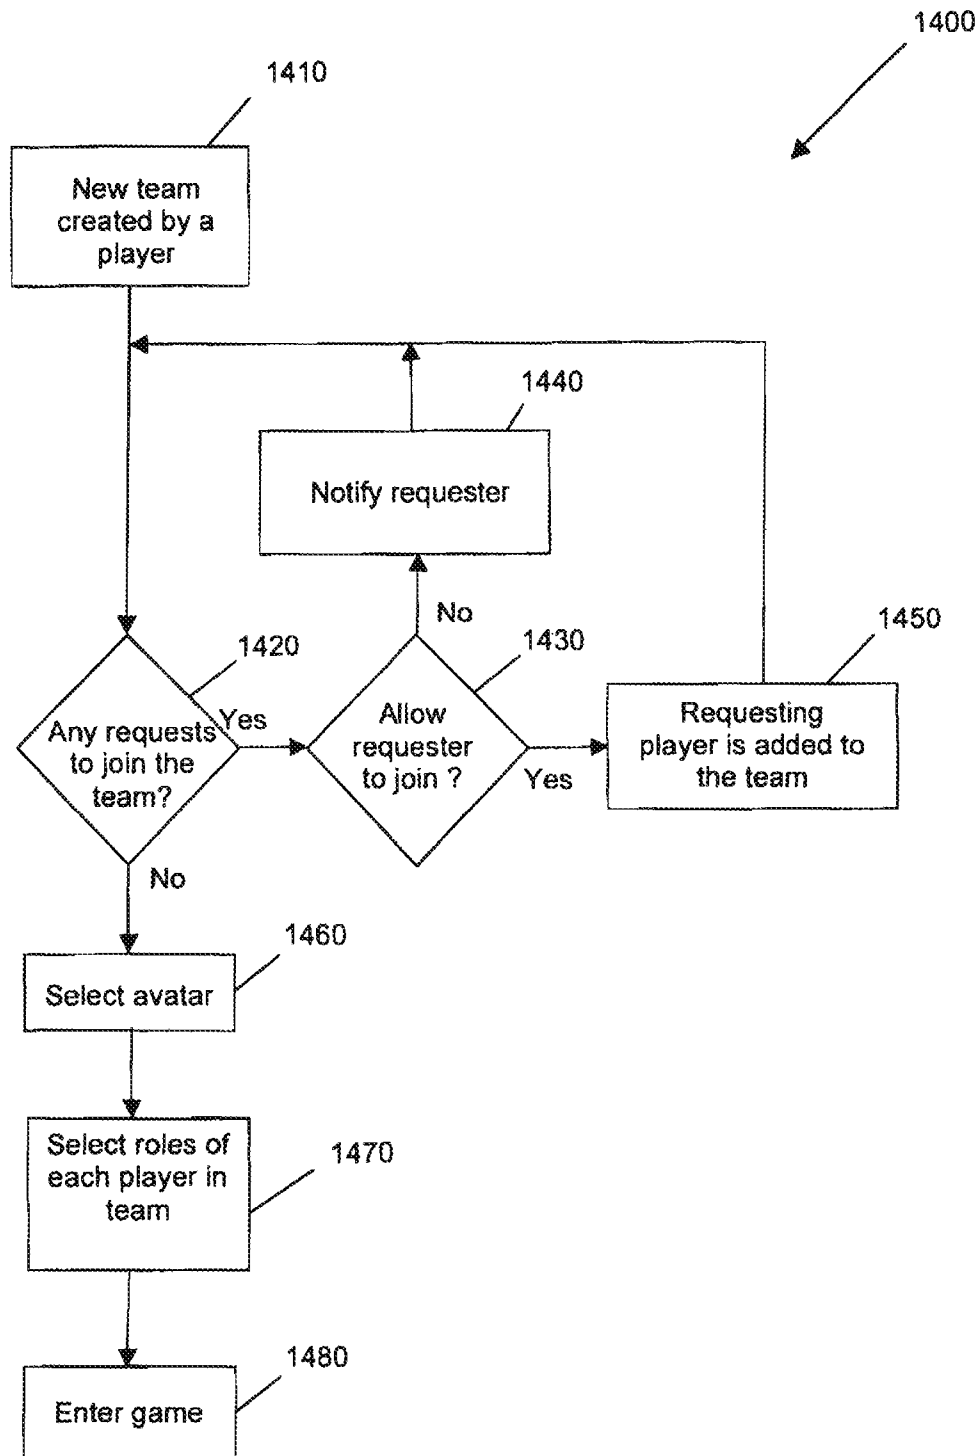 1400
1410
New team
created by a
player
1440
Notify requester
No
1420
1430
1450
Yes
Any requests
to join the
team?
Allow
requester
to join ?
Yes
Requesting
player is added to
the team
No
1460
Select avatar
Select roles of
each player in
team
1470
1480
Enter game